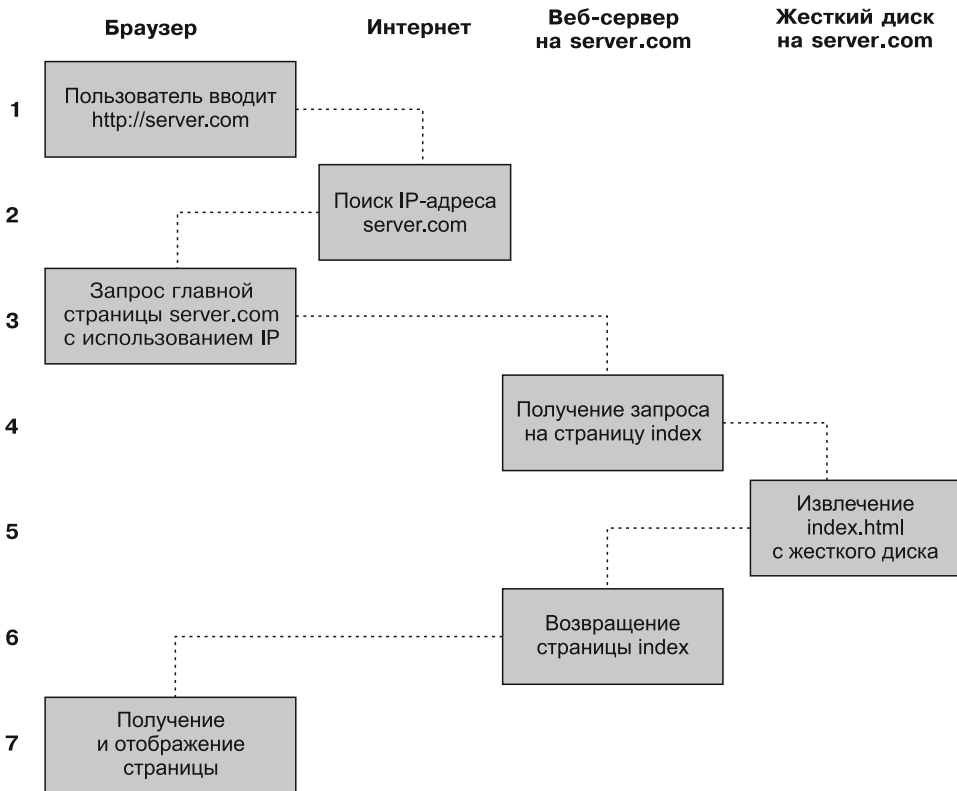 Браузер
Интернет
Веб-сервер
на server.com
Жесткий диск
на server.com
1
Пользователь вводит
http://server.com
2
Поиск IP-адреса
server.com
3
Запрос главной
страницы server.com
с использованием IP
4
Получение запроса
на страницу index
5
Извлечение
index.html
с жесткого диска
6
Возвращение
страницы index
7
Получение
и отображение
страницы